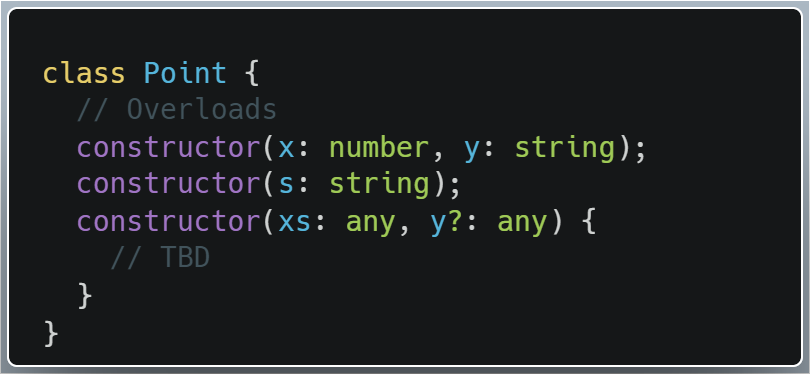 class Point {
  // Overloads
  constructor(x: number, y: string);
  constructor(s: string);
  constructor(xs: any, y?: any) {
    // TBD
  }
}